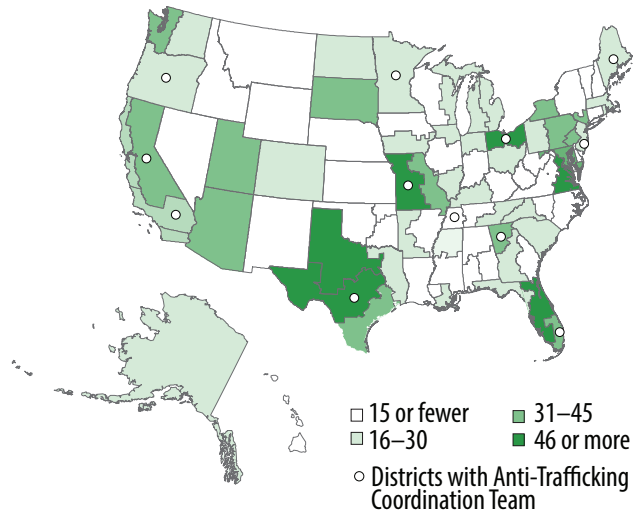 15 or fewer
31–45
16–30
46 or more
Districts with Anti-Trafficking
Coordination Team